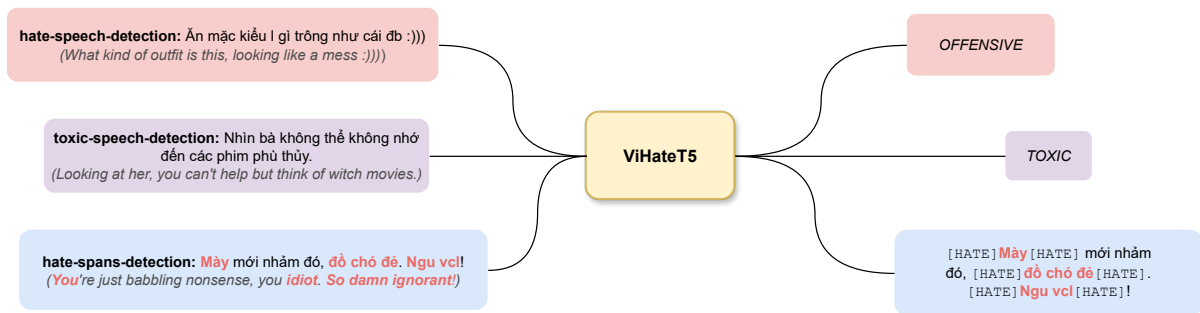 hate-speech-detection: Ăn mặc kiểu l gì trông như cái đb :)))
(What kind of outfit is this, looking like a mess :))))
toxic-speech-detection: Nhìn bà không thể không nhớ
đến các phim phù thủy.
(Looking at her, you can't help but think of witch movies.)
hate-spans-detection: Mày mới nhảm đó, đồ chó đẻ. Ngu vcl!
(You're just babbling nonsense, you idiot. So damn ignorant!)
ViHateT5
OFFENSIVE
TOXIC
[HATE]Mày[HATE] mới nhảm
đó, [HATE]đồ chó đẻ[HATE].
[HATE]Ngu vcl[HATE]!